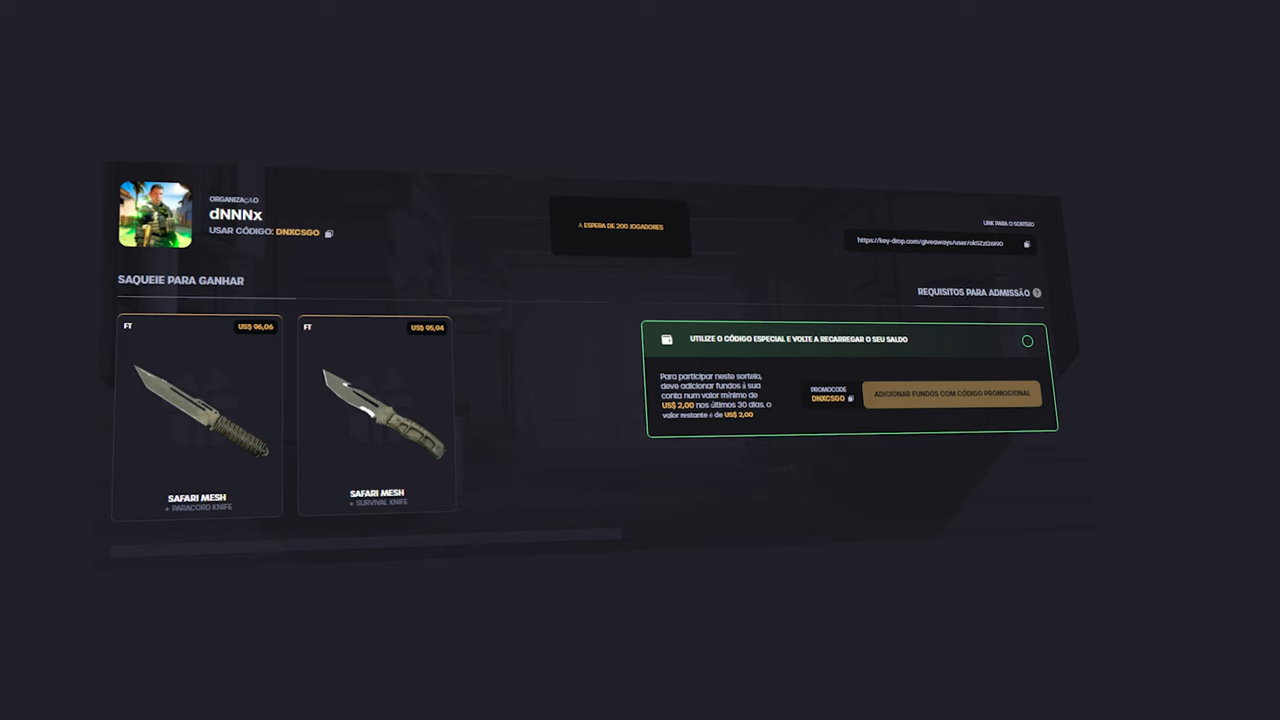 ORGANIZAÇÃO
dNNNx
USAR CÓDIGO: DNXCSGO
À ESPERA DE 200 JOGADORES
LINK PARA O SORTEIO
SAQUEIE PARA GANHAR
REQUISITOS PARA ADMISSÃO ?
FT
US$ 96,06
FT
US$ 95,94
UTILIZE O CÓDIGO ESPECIAL E VOLTE A RECARREGAR O SEU SALDO
Para participar neste sorteio,
deve adicionar fundos à sua
conta num valor mínimo de
US$ 2,00 nos últimos 30 dias. O
valor restante é de US$ 2,00
PROMOCODE
DNXCSGO
ADICIONAR FUNDOS COM CÓDIGO PROMOCIONAL
SAFARI MESH
★ PARACORD KNIFE
SAFARI MESH
★ SURVIVAL KNIFE